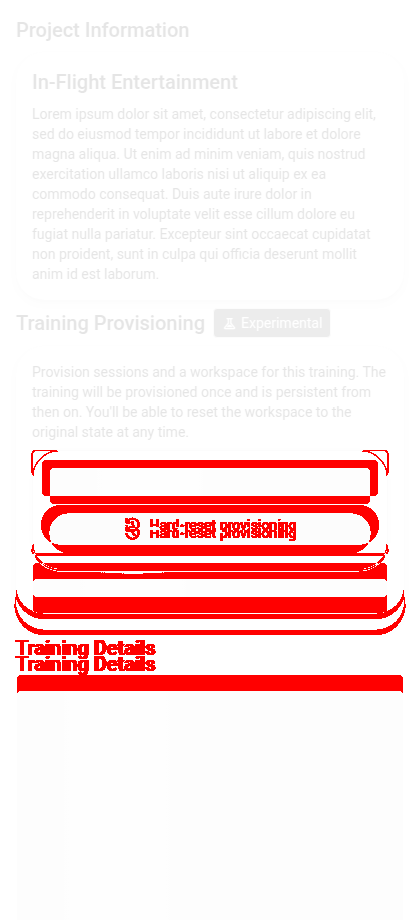 Project Information
In-Flight Entertainment
Lorem ipsum dolor sit amet, consectetur adipiscing elit,
sed do eiusmod tempor incididunt ut labore et dolore
magna aliqua. Ut enim ad minim veniam, quis nostrud
exercitation ullamco laboris nisi ut aliquip ex ea
commodo consequat. Duis aute irure dolor in
reprehenderit in voluptate velit esse cillum dolore eu
fugiat nulla pariatur. Excepteur sint occaecat cupidatat
non proident, sunt in culpa qui officia deserunt mollit
anim id est laborum.
Training Provisioning Experimental
Provision sessions and a workspace for this training. The
training will be provisioned once and is persistent from
then on. You'll be able to reset the workspace to the
original state at any time.
Hard-reset provisioning
Hard-reset provisioning
Training Details
Training Details